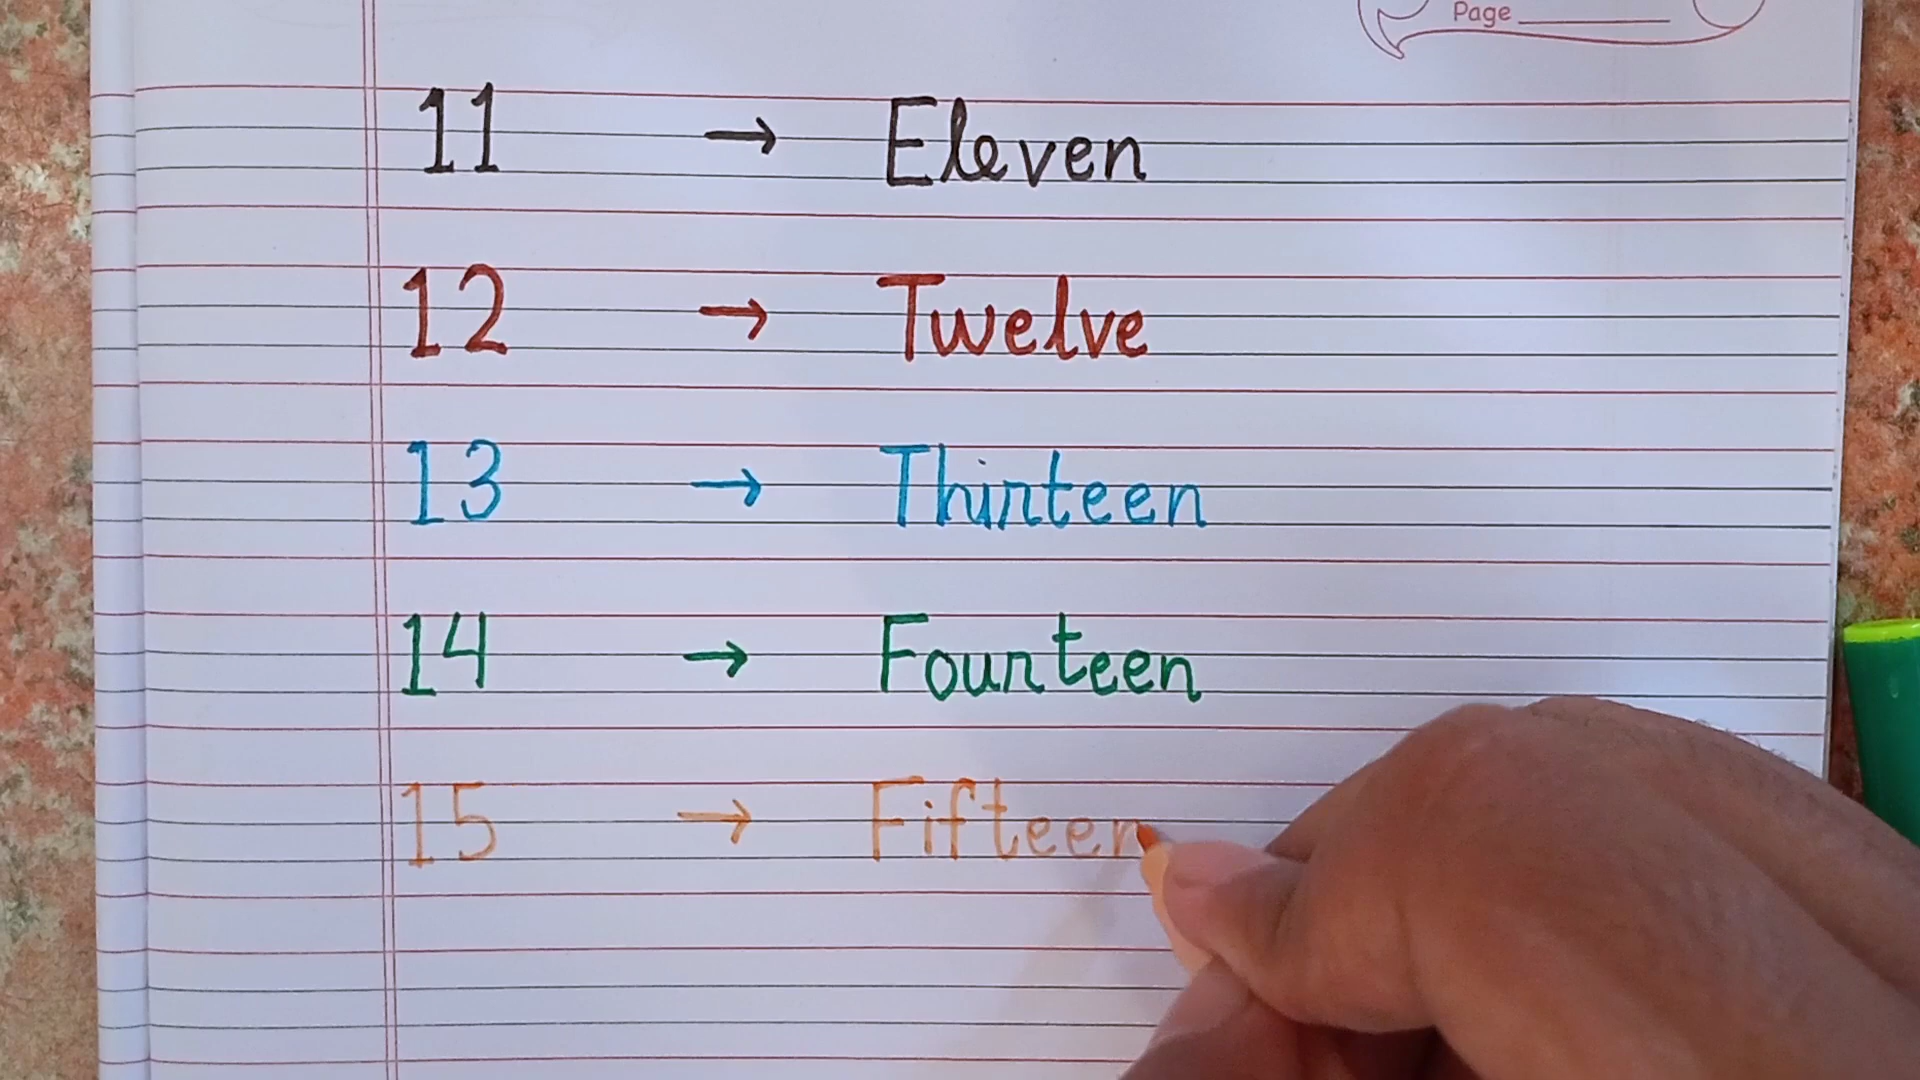 Page
11 → Eleven
12 → Twelve
13 → Thirteen
14 → Fourteen
15 → Fifteen